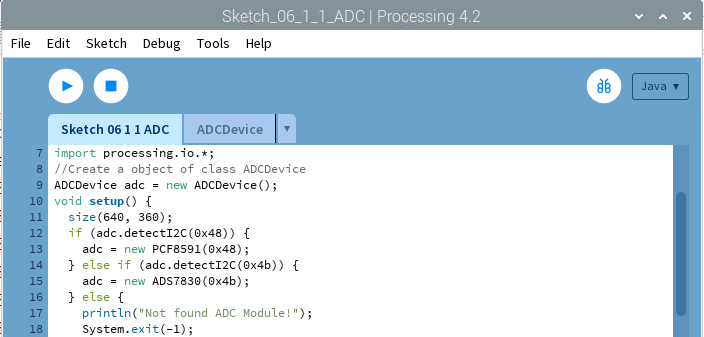 Sketch_06_1_1_ADC | Processing 4.2
File Edit Sketch Debug Tools Help
Java
Sketch 06 1 1 ADC ADCDevice
7 import processing.io.*;
8 //Create a object of class ADCDevice
9 ADCDevice adc = new ADCDevice();
10 void setup() {
11   size(640, 360);
12   if (adc.detectI2C(0x48)) {
13     adc = new PCF8591(0x48);
14   } else if (adc.detectI2C(0x4b)) {
15     adc = new ADS7830(0x4b);
16   } else {
17     println("Not found ADC Module!");
18     System.exit(-1);